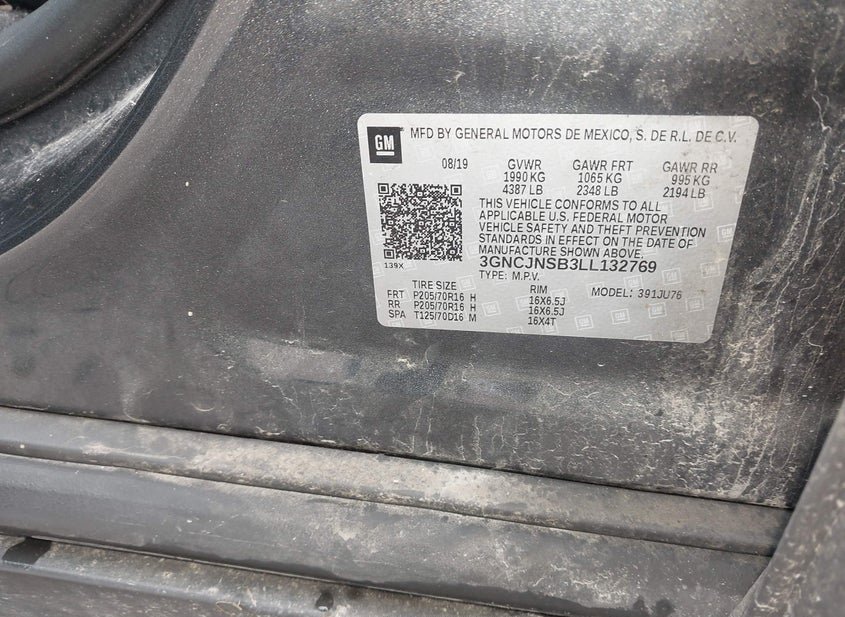 GM
MFD BY GENERAL MOTORS DE MEXICO, S. DE R.L. DE C.V.
08/19 GVWR GAWR FRT GAWR RR
1990 KG 1065 KG 995 KG
4387 LB 2348 LB 2194 LB
THIS VEHICLE CONFORMS TO ALL
APPLICABLE U.S. FEDERAL MOTOR
VEHICLE SAFETY AND THEFT PREVENTION
STANDARDS IN EFFECT ON THE DATE OF
MANUFACTURE SHOWN ABOVE.
139X
3GNCJNSB3LL132769
TYPE: M.P.V. MODEL: 391JU76
TIRE SIZE RIM
FRT P205/70R16 H 16X6.5J
RR P205/70R16 H 16X6.5J
SPA T125/70D16 M 16X4T